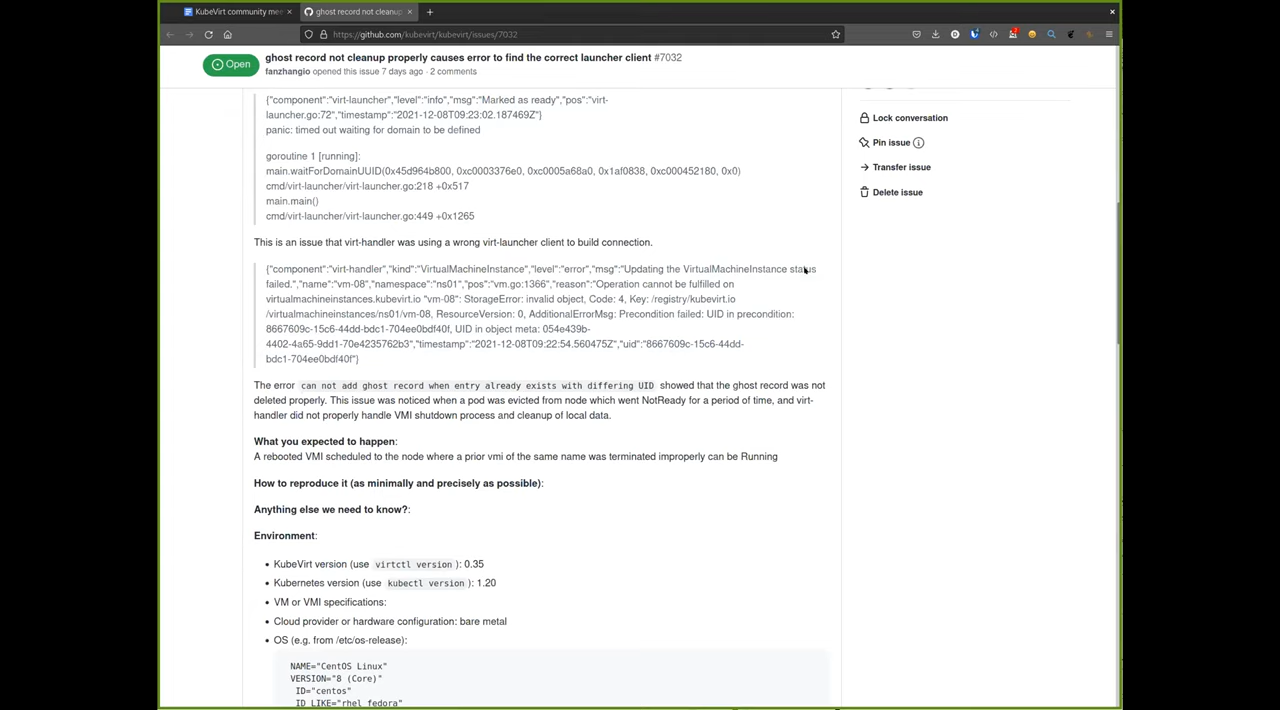 KubeVirt community mee
ghost record not cleanup
https://github.com/kubevirt/kubevirt/issues/7032
Open
ghost record not cleanup properly causes error to find the correct launcher client #7032
fanzhangio opened this issue 7 days ago · 2 comments
{"component":"virt-launcher","level":"info","msg":"Marked as ready","pos":"virt-
launcher.go:72","timestamp":"2021-12-08T09:23:02.187469Z"}
panic: timed out waiting for domain to be defined
goroutine 1 [running]:
main.waitForDomainUUID(0x45d964b800, 0xc0003376e0, 0xc0005a68a0, 0x1af0838, 0xc000452180, 0x0)
cmd/virt-launcher/virt-launcher.go:218 +0x517
main.main()
cmd/virt-launcher/virt-launcher.go:449 +0x1265
This is an issue that virt-handler was using a wrong virt-launcher client to build connection.
{"component":"virt-handler","kind":"VirtualMachineInstance","level":"error","msg":"Updating the VirtualMachineInstance status
failed.","name":"vm-08","namespace":"ns01","pos":"vm.go:1366","reason":"Operation cannot be fulfilled on
virtualmachineinstances.kubevirt.io "vm-08": StorageError: invalid object, Code: 4, Key: /registry/kubevirt.io
/virtualmachineinstances/ns01/vm-08, ResourceVersion: 0, AdditionalErrorMsg: Precondition failed: UID in precondition:
8667609c-15c6-44dd-bdc1-704ee0bdf40f, UID in object meta: 054e439b-
4402-4a65-9dd1-70e4235762b3","timestamp":"2021-12-08T09:22:54.560475Z","uid":"8667609c-15c6-44dd-
bdc1-704ee0bdf40f"}
The error can not add ghost record when entry already exists with differing UID showed that the ghost record was not
deleted properly. This issue was noticed when a pod was evicted from node which went NotReady for a period of time, and virt-
handler did not properly handle VMI shutdown process and cleanup of local data.
What you expected to happen:
A rebooted VMI scheduled to the node where a prior vmi of the same name was terminated improperly can be Running
How to reproduce it (as minimally and precisely as possible):
Anything else we need to know?:
Environment:
• KubeVirt version (use virtctl version ): 0.35
• Kubernetes version (use kubectl version ): 1.20
• VM or VMI specifications:
• Cloud provider or hardware configuration: bare metal
• OS (e.g. from /etc/os-release):
NAME="CentOS Linux"
VERSION="8 (Core)"
ID="centos"
ID_LIKE="rhel fedora"
Lock conversation
Pin issue
Transfer issue
Delete issue